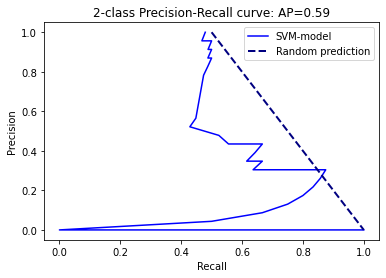 2-class Precision-Recall curve: AP=0.59
SVM-model
Random prediction
Precision
1.0
0.8
0.6
0.4
0.2
0.0
0.0 0.2 0.4 0.6 0.8 1.0
Recall